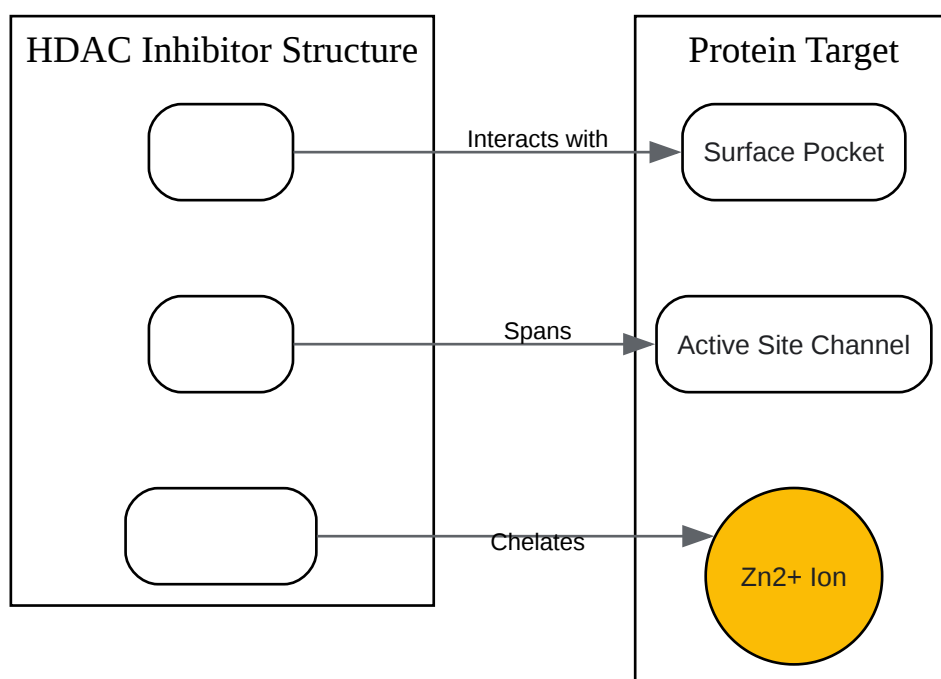 HDAC Inhibitor Structure
Protein Target
Interacts with
Surface Pocket
Spans
Active Site Channel
Chelates
Zn2+ Ion